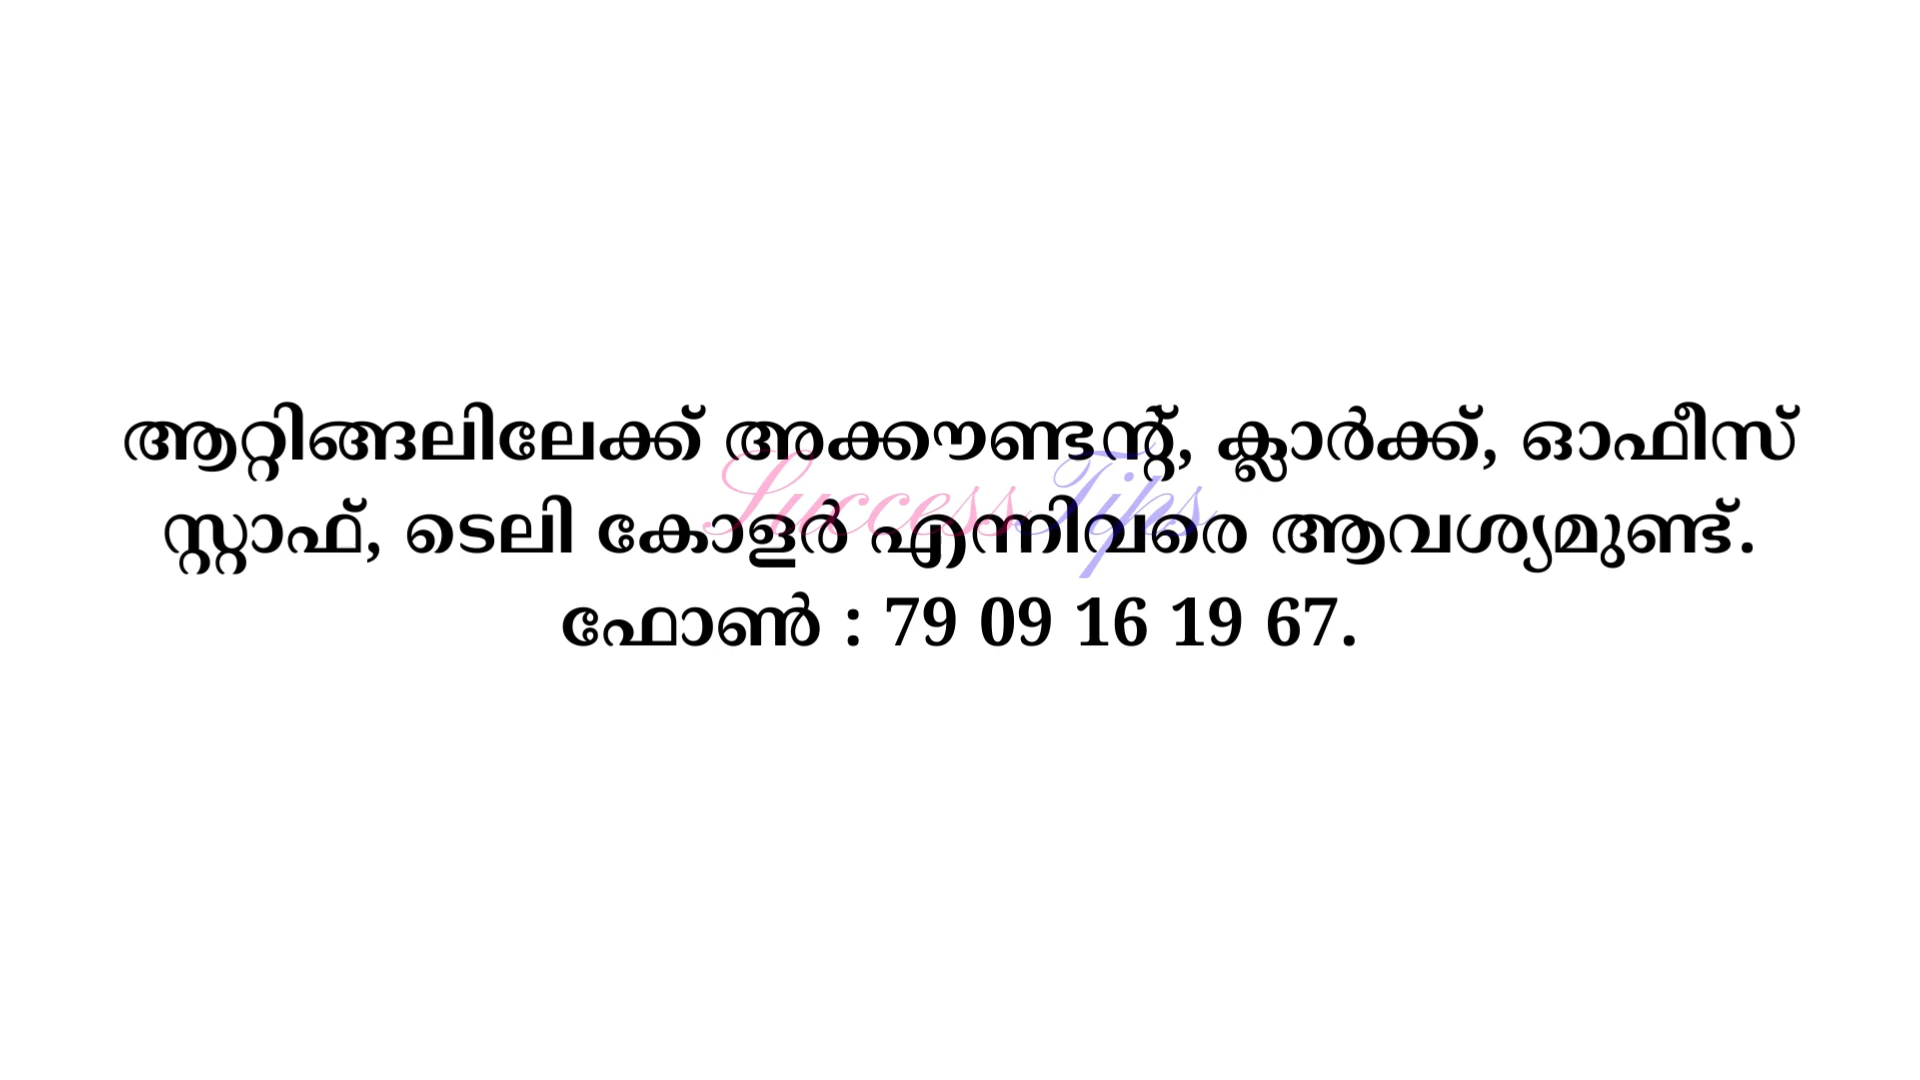 ആറ്റിങ്ങലിലേക്ക് അക്കൗണ്ടന്റ്, ക്ലാർക്ക്, ഓഫീസ്
സ്റ്റാഫ്, ടെലി കോളർ എന്നിവരെ ആവശ്യമുണ്ട്.
ഫോൺ : 79 09 16 19 67.
Success Tips